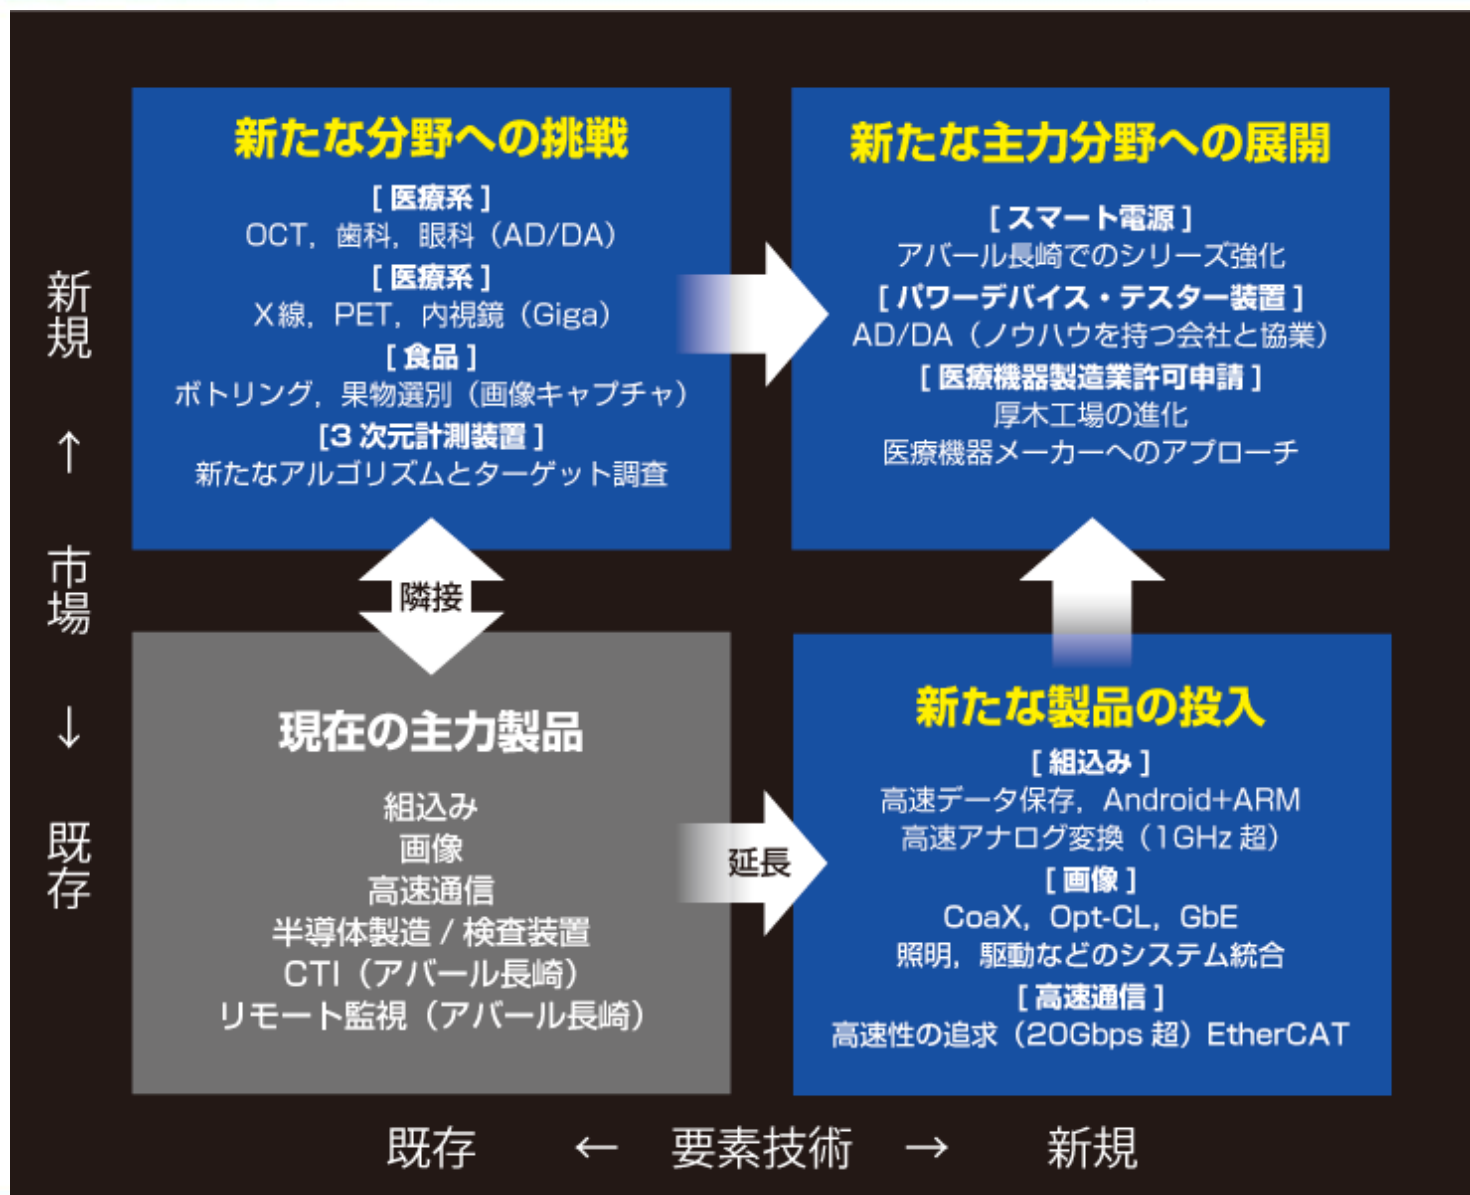 新たな分野への挑戦
[ 医療系 ]
OCT，歯科，眼科（AD/DA）
[ 医療系 ]
X線，PET，内視鏡（Giga）
[ 食品 ]
ボトリング，果物選別（画像キャプチャ）
[3 次元計測装置 ]
新たなアルゴリズムとターゲット調査
新たな主力分野への展開
[ スマート電源 ]
アバール長崎でのシリーズ強化
[ パワーデバイス・テスター装置 ]
AD/DA（ノウハウを持つ会社と協業）
[ 医療機器製造業許可申請 ]
厚木工場の進化
医療機器メーカーへのアプローチ
新規 ↑ 市場 ↓ 既存
隣接
現在の主力製品
組込み
画像
高速通信
半導体製造 / 検査装置
CTI（アバール長崎）
リモート監視（アバール長崎）
延長
新たな製品の投入
[ 組込み ]
高速データ保存，Android+ARM
高速アナログ変換（1GHz 超）
[ 画像 ]
CoaX，Opt-CL，GbE
照明，駆動などのシステム統合
[ 高速通信 ]
高速性の追求（20Gbps 超）EtherCAT
既存 ← 要素技術 → 新規